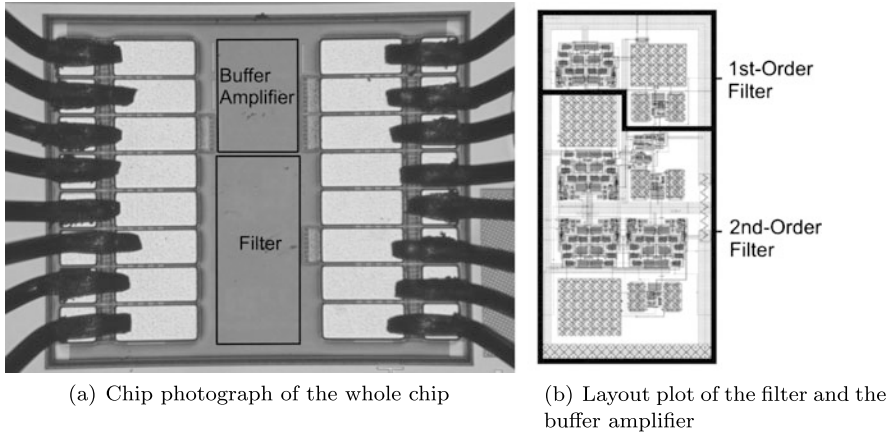 Buffer
Amplifier
Filter
1st-Order
Filter
2nd-Order
Filter
(a) Chip photograph of the whole chip
(b) Layout plot of the filter and the
buffer amplifier